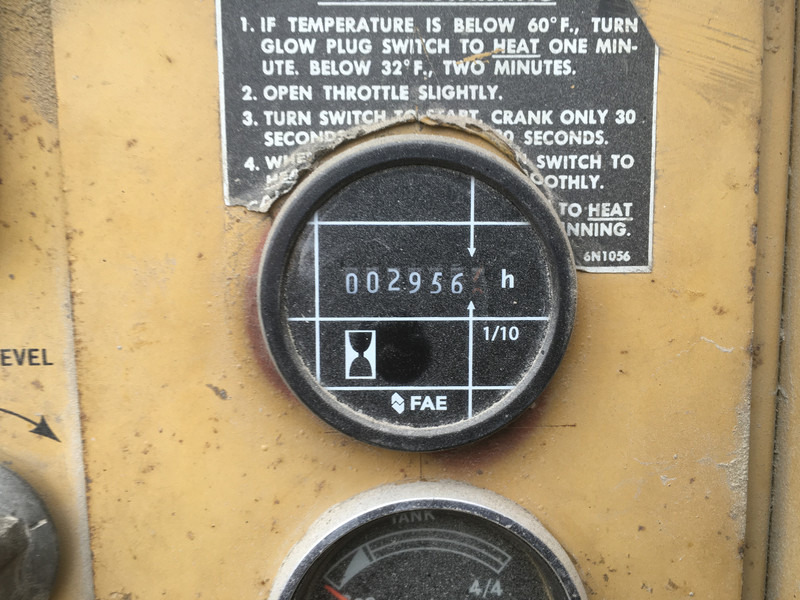 1. IF TEMPERATURE IS BELOW 60°F., TURN
GLOW PLUG SWITCH TO HEAT ONE MIN-
UTE. BELOW 32°F., TWO MINUTES.
2. OPEN THROTTLE SLIGHTLY.
3. TURN SWITCH TO START. CRANK ONLY 30
SECONDS SECONDS.
4. SWITCH TO
TO HEAT
6N1056
002956 h
1/10
FAE
EVEL
TANK
4/4